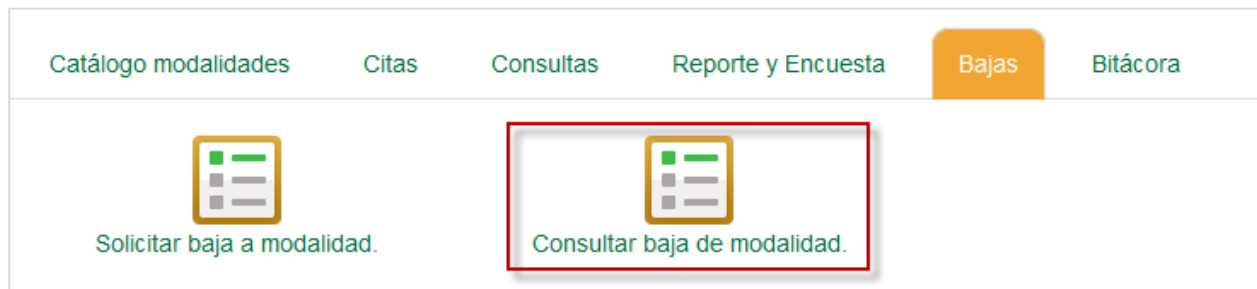 Catálogo modalidades Citas Consultas Reporte y Encuesta Bajas Bitácora
Solicitar baja a modalidad. Consultar baja de modalidad.